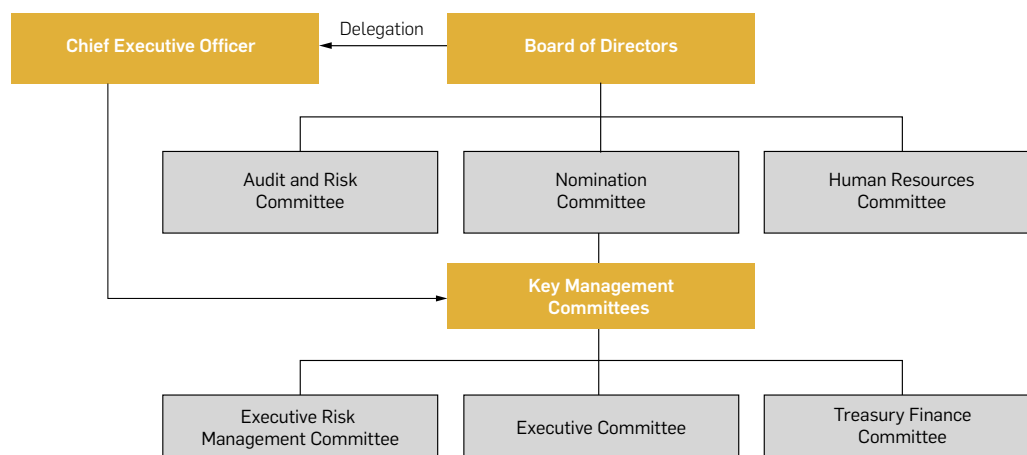 Chief Executive Officer
Delegation
Board of Directors
Audit and Risk
Committee
Nomination
Committee
Human Resources
Committee
Key Management
Committees
Executive Risk
Management Committee
Executive Committee
Treasury Finance
Committee